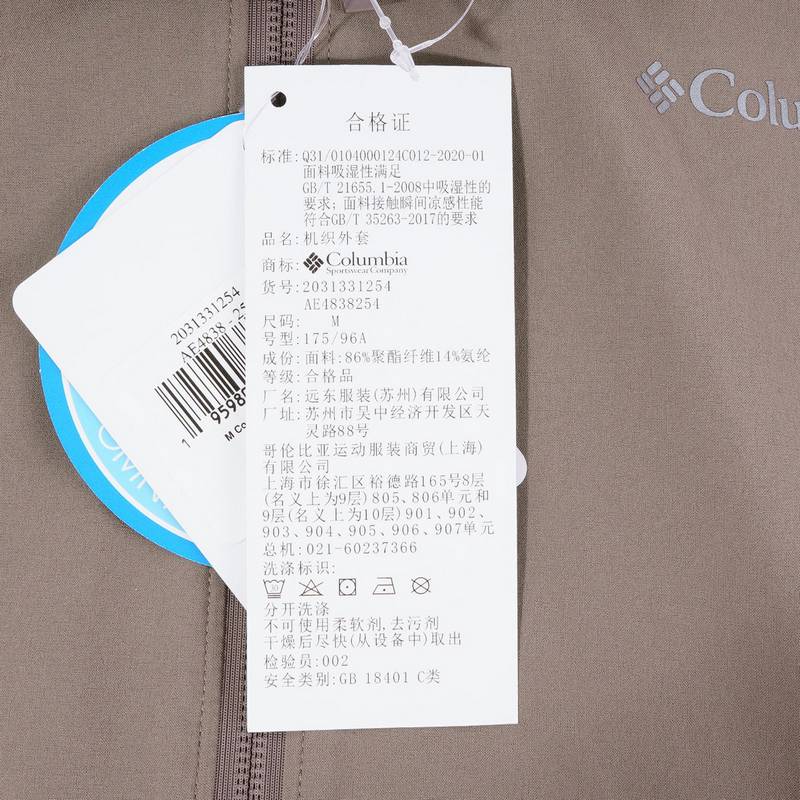 合格证
标准:Q31/0104000124C012-2020-01
面料吸湿性满足
GB/T 21655.1-2008中吸湿性的
要求；面料接触瞬间凉感性能
符合GB/T 35263-2017的要求
品名:机织外套
商标: Columbia
Sportswear Company
货号:2031331254
AE4838254
尺码: M
号型:175/96A
成份:面料:86%聚酯纤维14%氨纶
等级:合格品
厂名:远东服装(苏州)有限公司
厂址:苏州市吴中经济开发区天
灵路88号
哥伦比亚运动服装商贸(上海)
有限公司
上海市徐汇区裕德路165号8层
(名义上为9层)805、806单元和
9层(名义上为10层)901、902、
903、904、905、906、907单元
总机:021-60237366
洗涤标识:
30
分开洗涤
不可使用柔软剂,去污剂
干燥后尽快(从设备中)取出
检验员:002
安全类别:GB 18401 C类
2031331254
AE4838-25
1 9598
M Co
OMNI
Colu